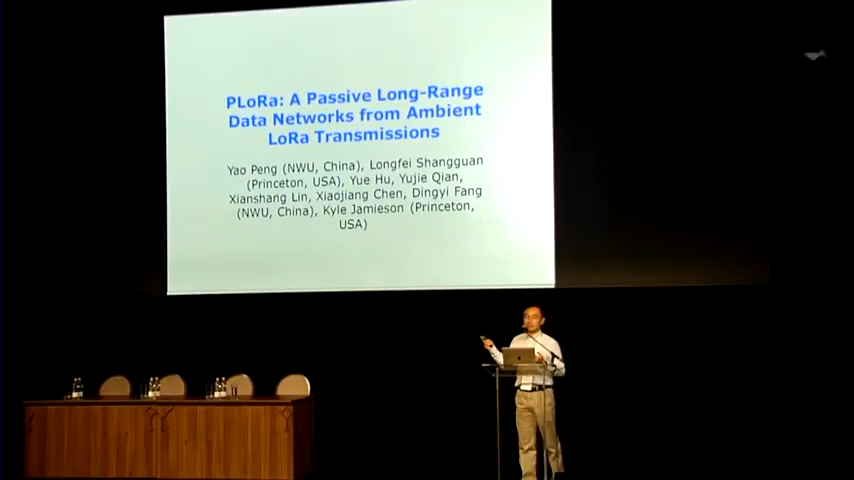 PLoRa: A Passive Long-Range
Data Networks from Ambient
LoRa Transmissions
Yao Peng (NWU, China), Longfei Shangguan
(Princeton, USA), Yue Hu, Yujie Qian,
Xianshang Lin, Xiaojiang Chen, Dingyi Fang
(NWU, China), Kyle Jamieson (Princeton,
USA)